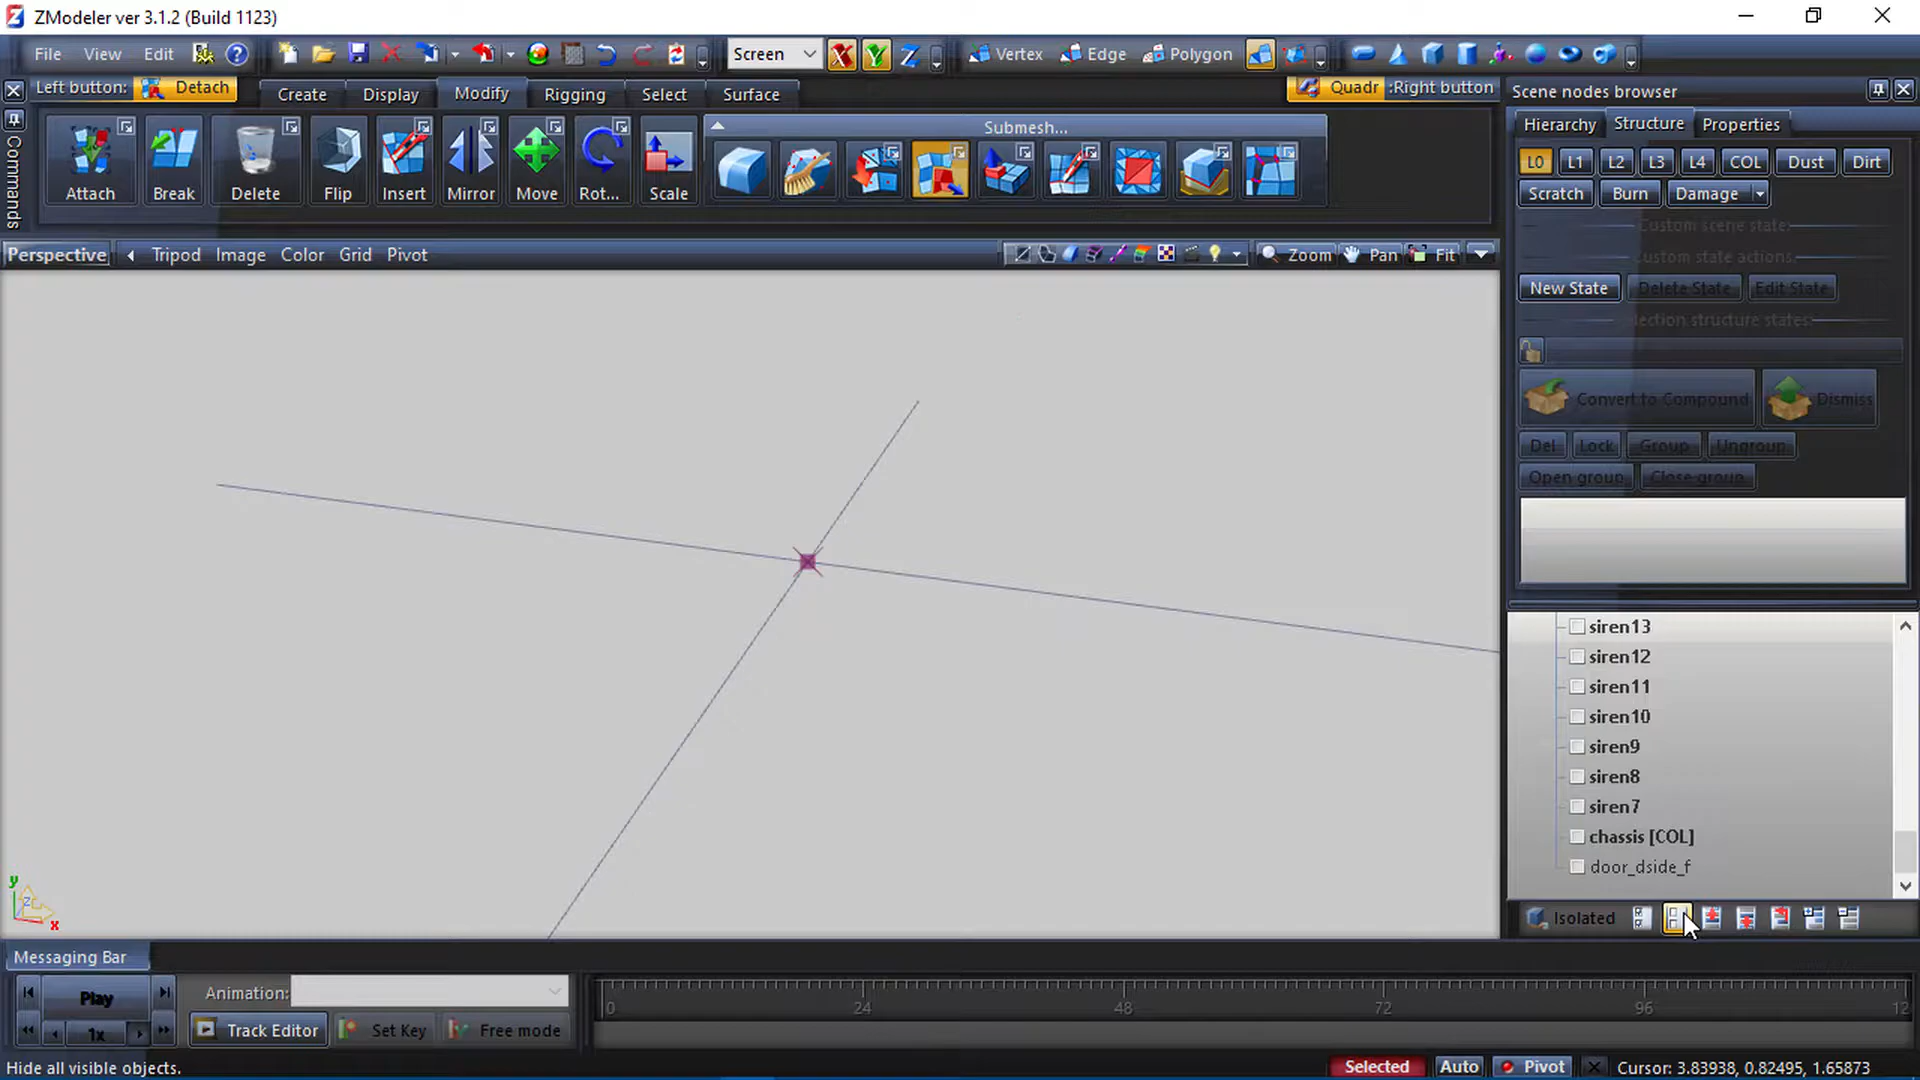 ZModeler ver 3.1.2 (Build 1123)
File View Edit Screen Vertex Edge Polygon
Left button: Detach Create Display Modify Rigging Select Surface Quadr :Right button
Attach Break Delete Flip Insert Mirror Move Rot... Scale Submesh...
Commands
Perspective Tripod Image Color Grid Pivot Zoom Pan Fit
Scene nodes browser
Hierarchy Structure Properties
L0 L1 L2 L3 L4 COL Dust Dirt
Scratch Burn Damage
Custom scene state:
Custom state actions:
New State Delete State Edit State
election structure states:
Convert to Compound Dismiss
Del Lock Group Ungroup
Open group Close group
siren13
siren12
siren11
siren10
siren9
siren8
siren7
chassis [COL]
door_dside_f
Isolated
y
z
x
Messaging Bar
Play Animation:
0 24 48 72 96 12
1x Track Editor Set Key Free mode
Hide all visible objects. Selected Auto Pivot Cursor: 3.83938, 0.82495, 1.65873